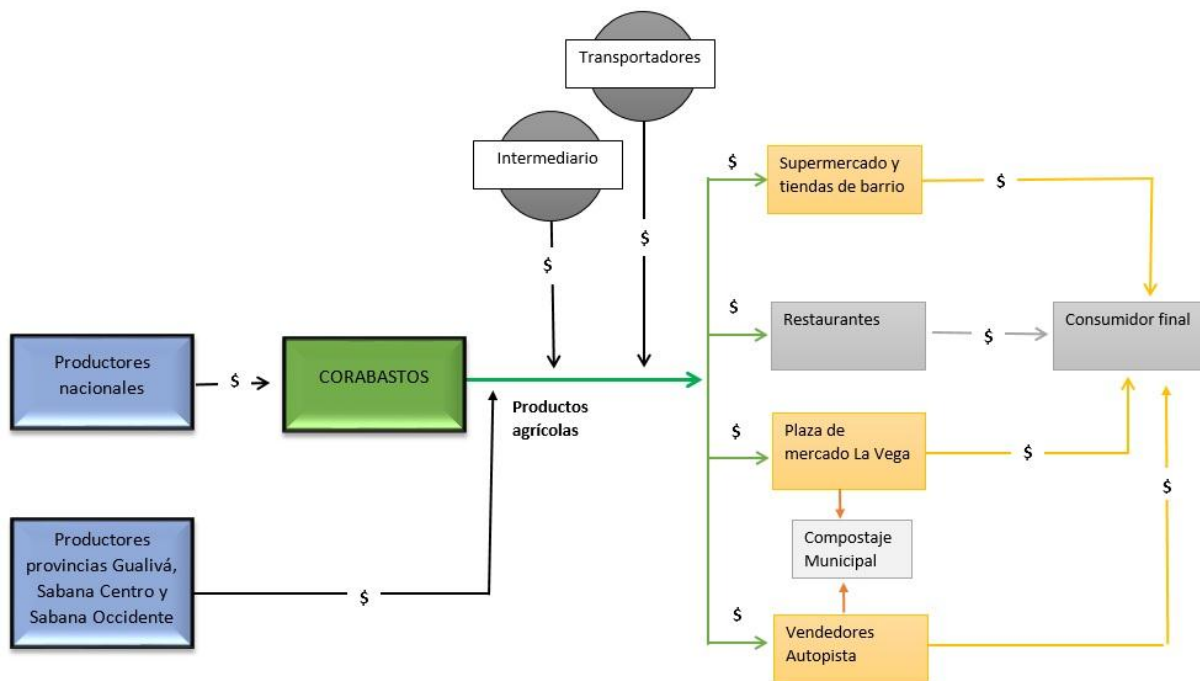 Transportadores
Intermediario
$
$
Productores
nacionales
$
CORABASTOS
Productos
agrícolas
Productores
provincias Gualivá,
Sabana Centro y
Sabana Occidente
$
$
Supermercado y
tiendas de barrio
$
$
Restaurantes
$
Consumidor final
$
Plaza de
mercado La Vega
$
$
Compostaje
Municipal
$
Vendedores
Autopista